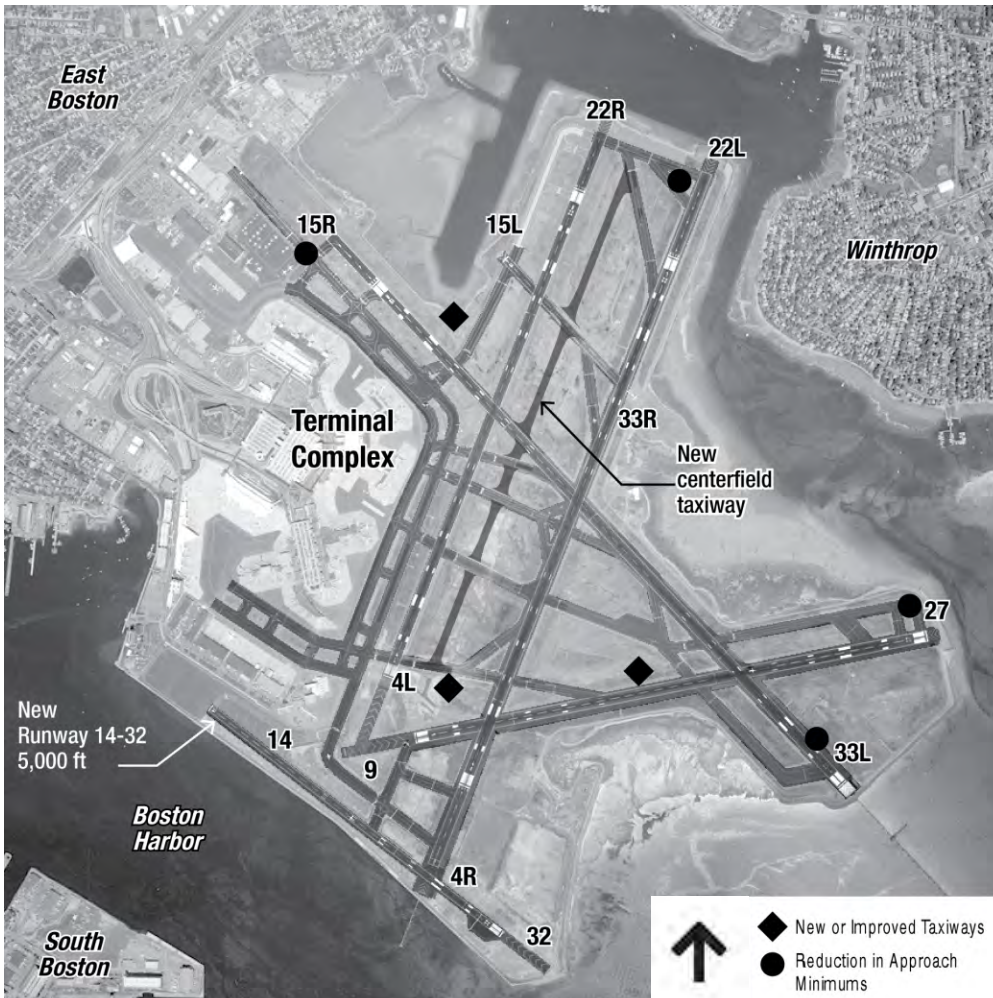 East
Boston
22R
22L
15R
15L
Winthrop
Terminal
Complex
33R
New
centerfield
taxiway
27
4L
New
Runway 14-32
5,000 ft
14
9
33L
Boston
Harbor
4R
32
South
Boston
New or Improved Taxiways
Reduction in Approach
Minimums